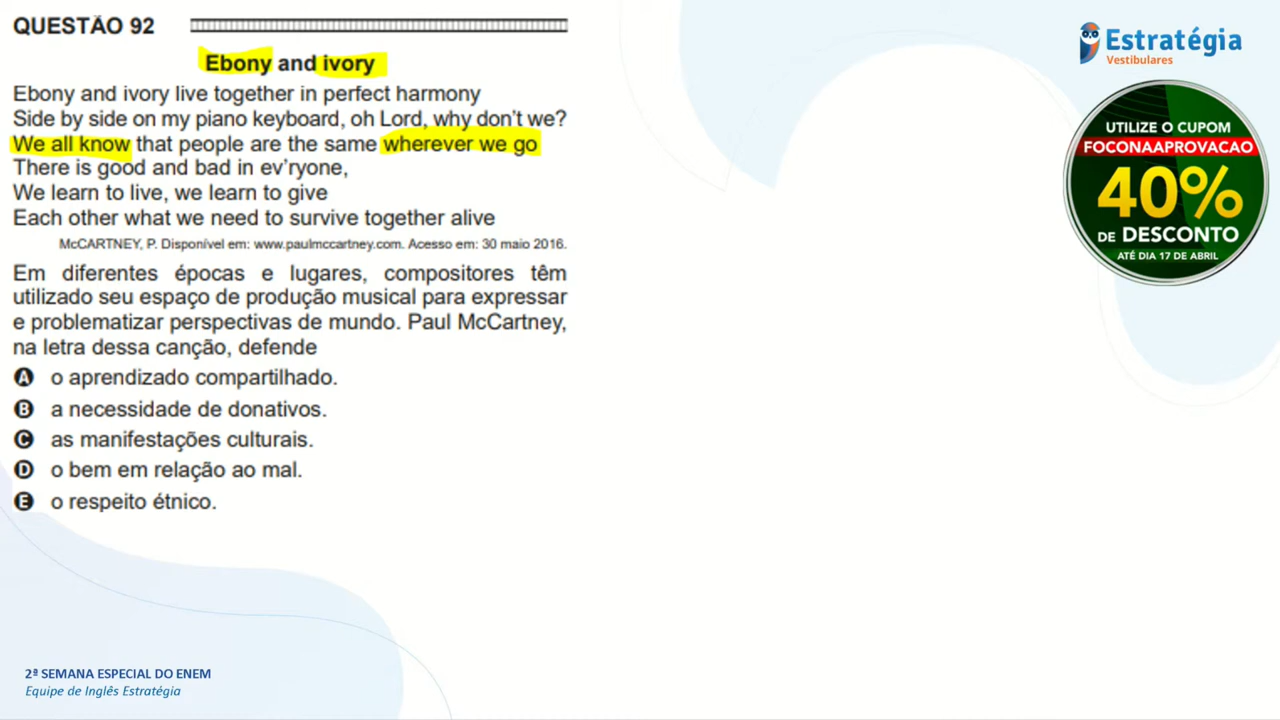 QUESTÃO 92
Ebony and ivory
Ebony and ivory live together in perfect harmony
Side by side on my piano keyboard, oh Lord, why don't we?
We all know that people are the same wherever we go
There is good and bad in ev'ryone,
We learn to live, we learn to give
Each other what we need to survive together alive
McCARTNEY, P. Disponível em: www.paulmccartney.com. Acesso em: 30 maio 2016.
Em diferentes épocas e lugares, compositores têm
utilizado seu espaço de produção musical para expressar
e problematizar perspectivas de mundo. Paul McCartney,
na letra dessa canção, defende
A o aprendizado compartilhado.
B a necessidade de donativos.
C as manifestações culturais.
D o bem em relação ao mal.
E o respeito étnico.
Estratégia
Vestibulares
UTILIZE O CUPOM
FOCONAAPROVACAO
40%
DE DESCONTO
ATÉ DIA 17 DE ABRIL
2ª SEMANA ESPECIAL DO ENEM
Equipe de Inglês Estratégia